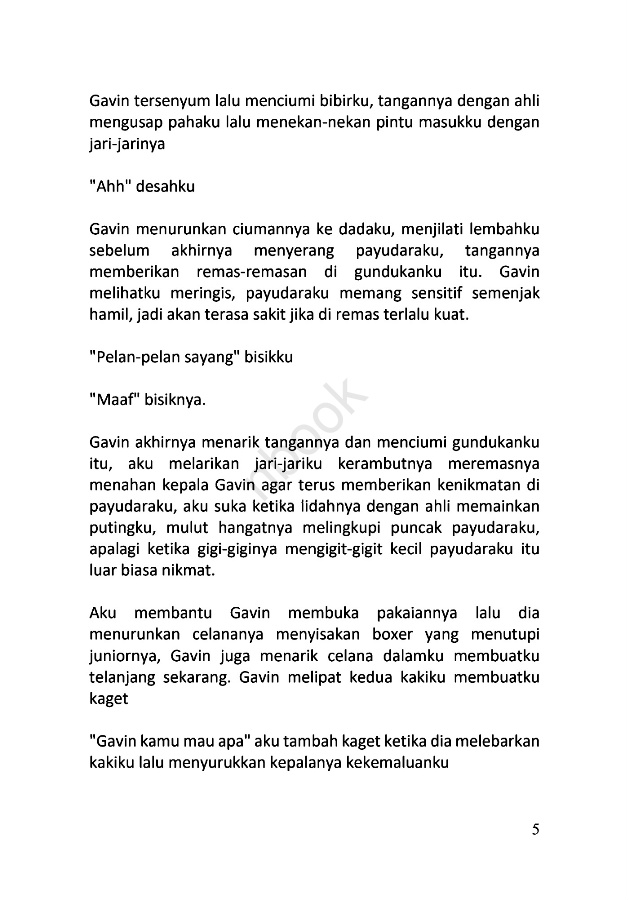 Gavin tersenyum lalu menciumi bibirku, tangannya dengan ahli
mengusap pahaku lalu menekan-nekan pintu masukku dengan
jari-jarinya
"Ahh" desahku
Gavin menurunkan ciumannya ke dadaku, menjilati lembahku
sebelum akhirnya menyerang payudaraku, tangannya
memberikan remas-remasan di gundukanku itu. Gavin
melihatku meringis, payudaraku memang sensitif semenjak
hamil, jadi akan terasa sakit jika di remas terlalu kuat.
"Pelan-pelan sayang" bisikku
"Maaf" bisiknya.
Gavin akhirnya menarik tangannya dan menciumi gundukanku
itu, aku melarikan jari-jariku kerambutnya meremasnya
menahan kepala Gavin agar terus memberikan kenikmatan di
payudaraku, aku suka ketika lidahnya dengan ahli memainkan
putingku, mulut hangatnya melingkupi puncak payudaraku,
apalagi ketika gigi-giginya mengigit-gigit kecil payudaraku itu
luar biasa nikmat.
Aku membantu Gavin membuka pakaiannya lalu dia
menurunkan celananya menyisakan boxer yang menutupi
juniornya, Gavin juga menarik celana dalamku membuatku
telanjang sekarang. Gavin melipat kedua kakiku membuatku
kaget
"Gavin kamu mau apa" aku tambah kaget ketika dia melebarkan
kakiku lalu menyurukkan kepalanya kekemaluanku
5